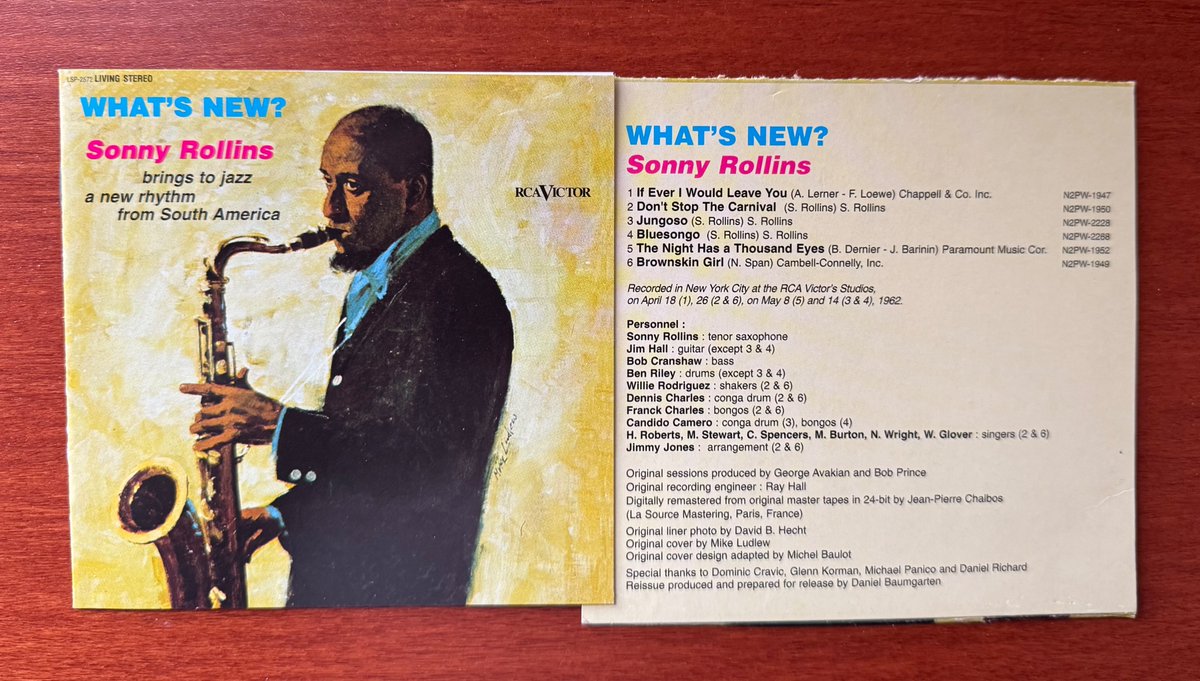 LSP-2572 LIVING STEREO
WHAT'S NEW?
Sonny Rollins
brings to jazz
a new rhythm
from South America
RCA VICTOR
WHAT'S NEW?
Sonny Rollins
1 If Ever I Would Leave You (A. Lerner - F. Loewe) Chappell & Co. Inc. N2PW-1947
2 Don't Stop The Carnival (S. Rollins) S. Rollins N2PW-1950
3 Jungoso (S. Rollins) S. Rollins N2PW-2228
4 Bluesongo (S. Rollins) S. Rollins N2PW-2268
5 The Night Has a Thousand Eyes (B. Dernier - J. Barinin) Paramount Music Cor. N2PW-1952
6 Brownskin Girl (N. Span) Cambell-Connelly, Inc. N2PW-1949
Recorded in New York City at the RCA Victor's Studios,
on April 18 (1), 26 (2 & 6), on May 8 (5) and 14 (3 & 4), 1962.
Personnel :
Sonny Rollins : tenor saxophone
Jim Hall : guitar (except 3 & 4)
Bob Cranshaw : bass
Ben Riley : drums (except 3 & 4)
Willie Rodriguez : shakers (2 & 6)
Dennis Charles : conga drum (2 & 6)
Franck Charles : bongos (2 & 6)
Candido Camero : conga drum (3), bongos (4)
H. Roberts, M. Stewart, C. Spencers, M. Burton, N. Wright, W. Glover : singers (2 & 6)
Jimmy Jones : arrangement (2 & 6)
Original sessions produced by George Avakian and Bob Prince
Original recording engineer : Ray Hall
Digitally remastered from original master tapes in 24-bit by Jean-Pierre Chalbos
(La Source Mastering, Paris, France)
Original liner photo by David B. Hecht
Original cover by Mike Ludlew
Original cover design adapted by Michel Baulot
Special thanks to Dominic Cravic, Glenn Korman, Michael Panico and Daniel Richard
Reissue produced and prepared for release by Daniel Baumgarten